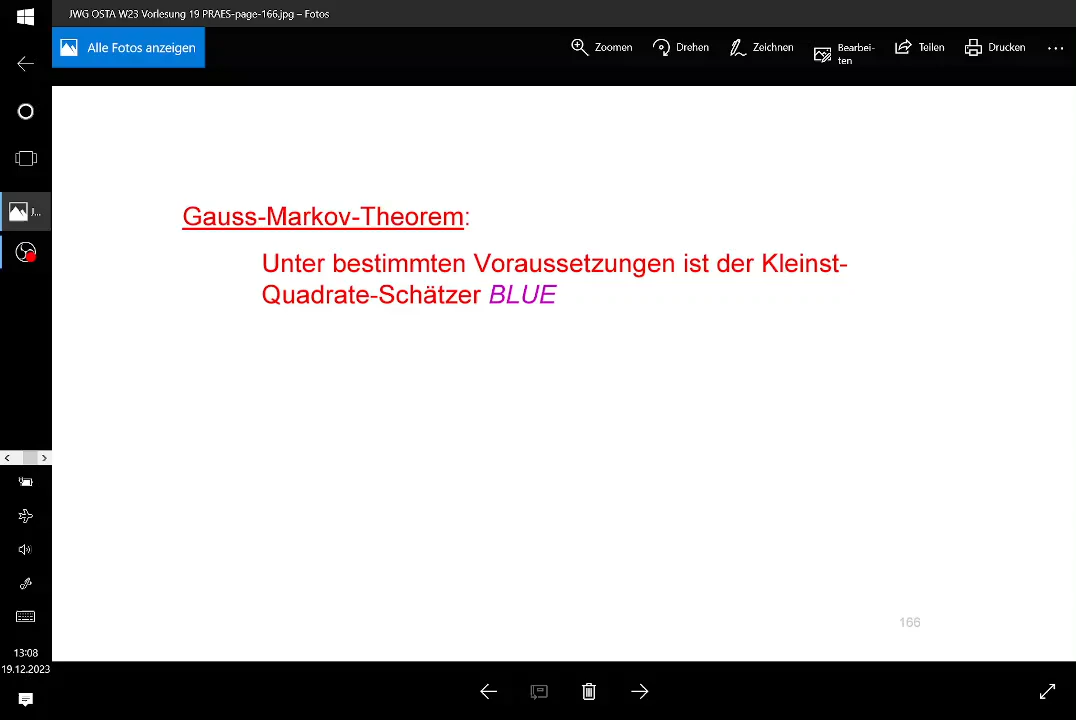 JWG OSTA W23 Vorlesung 19 PRAES-page-166.jpg – Fotos
Alle Fotos anzeigen
Zoomen
Drehen
Zeichnen
Bearbei-
ten
Teilen
Drucken
J...
Gauss-Markov-Theorem:
Unter bestimmten Voraussetzungen ist der Kleinst-
Quadrate-Schätzer BLUE
166
13:08
19.12.2023